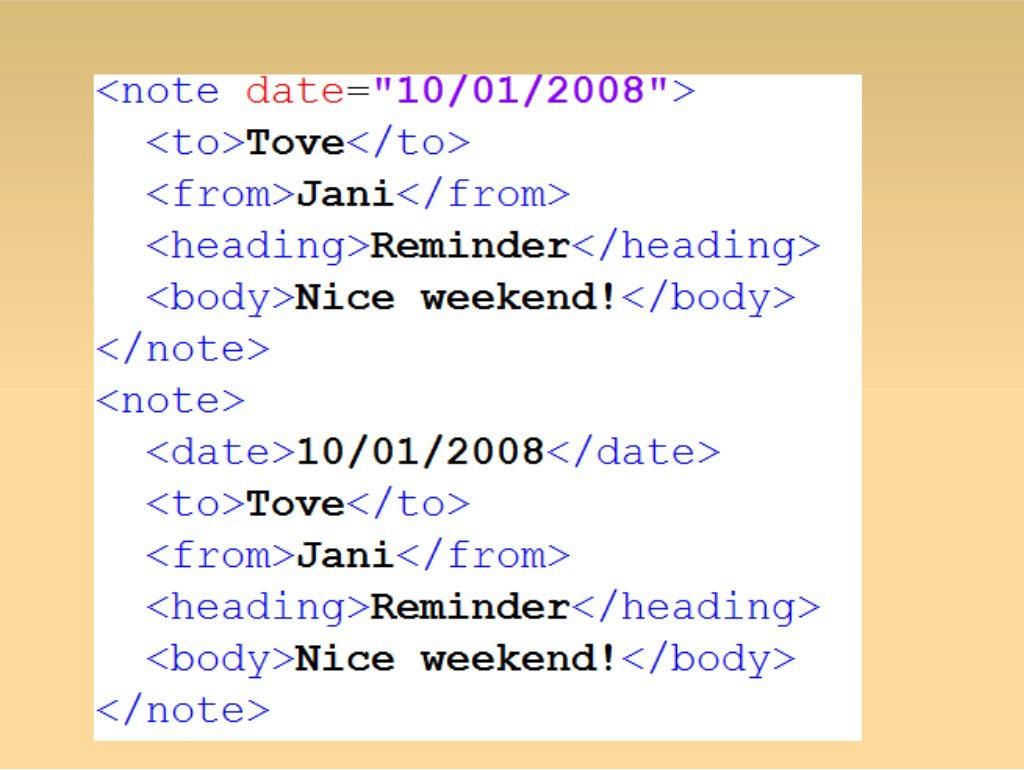 <note date="10/01/2008">
<to>Tove</to>
<from>Jani</from>
<heading>Reminder</heading>
<body>Nice weekend!</body>
</note>
<note>
<date>10/01/2008</date>
<to>Tove</to>
<from>Jani</from>
<heading>Reminder</heading>
<body>Nice weekend!</body>
</note>